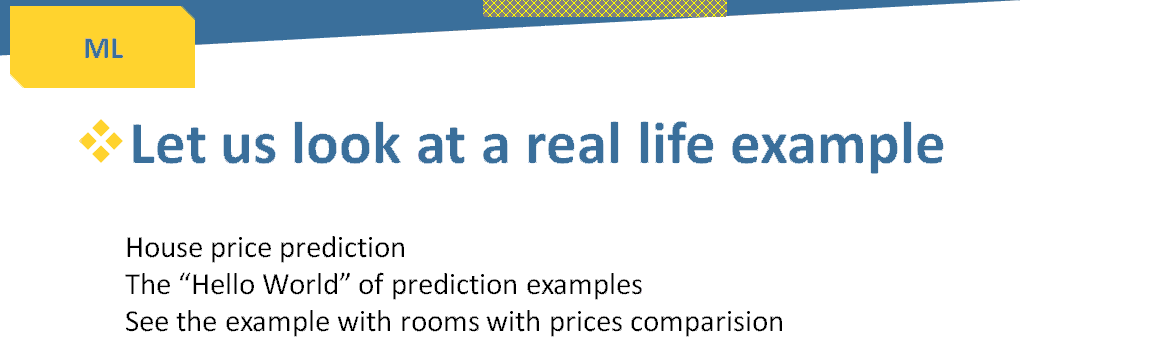 ML
Let us look at a real life example
House price prediction
The “Hello World” of prediction examples
See the example with rooms with prices comparision